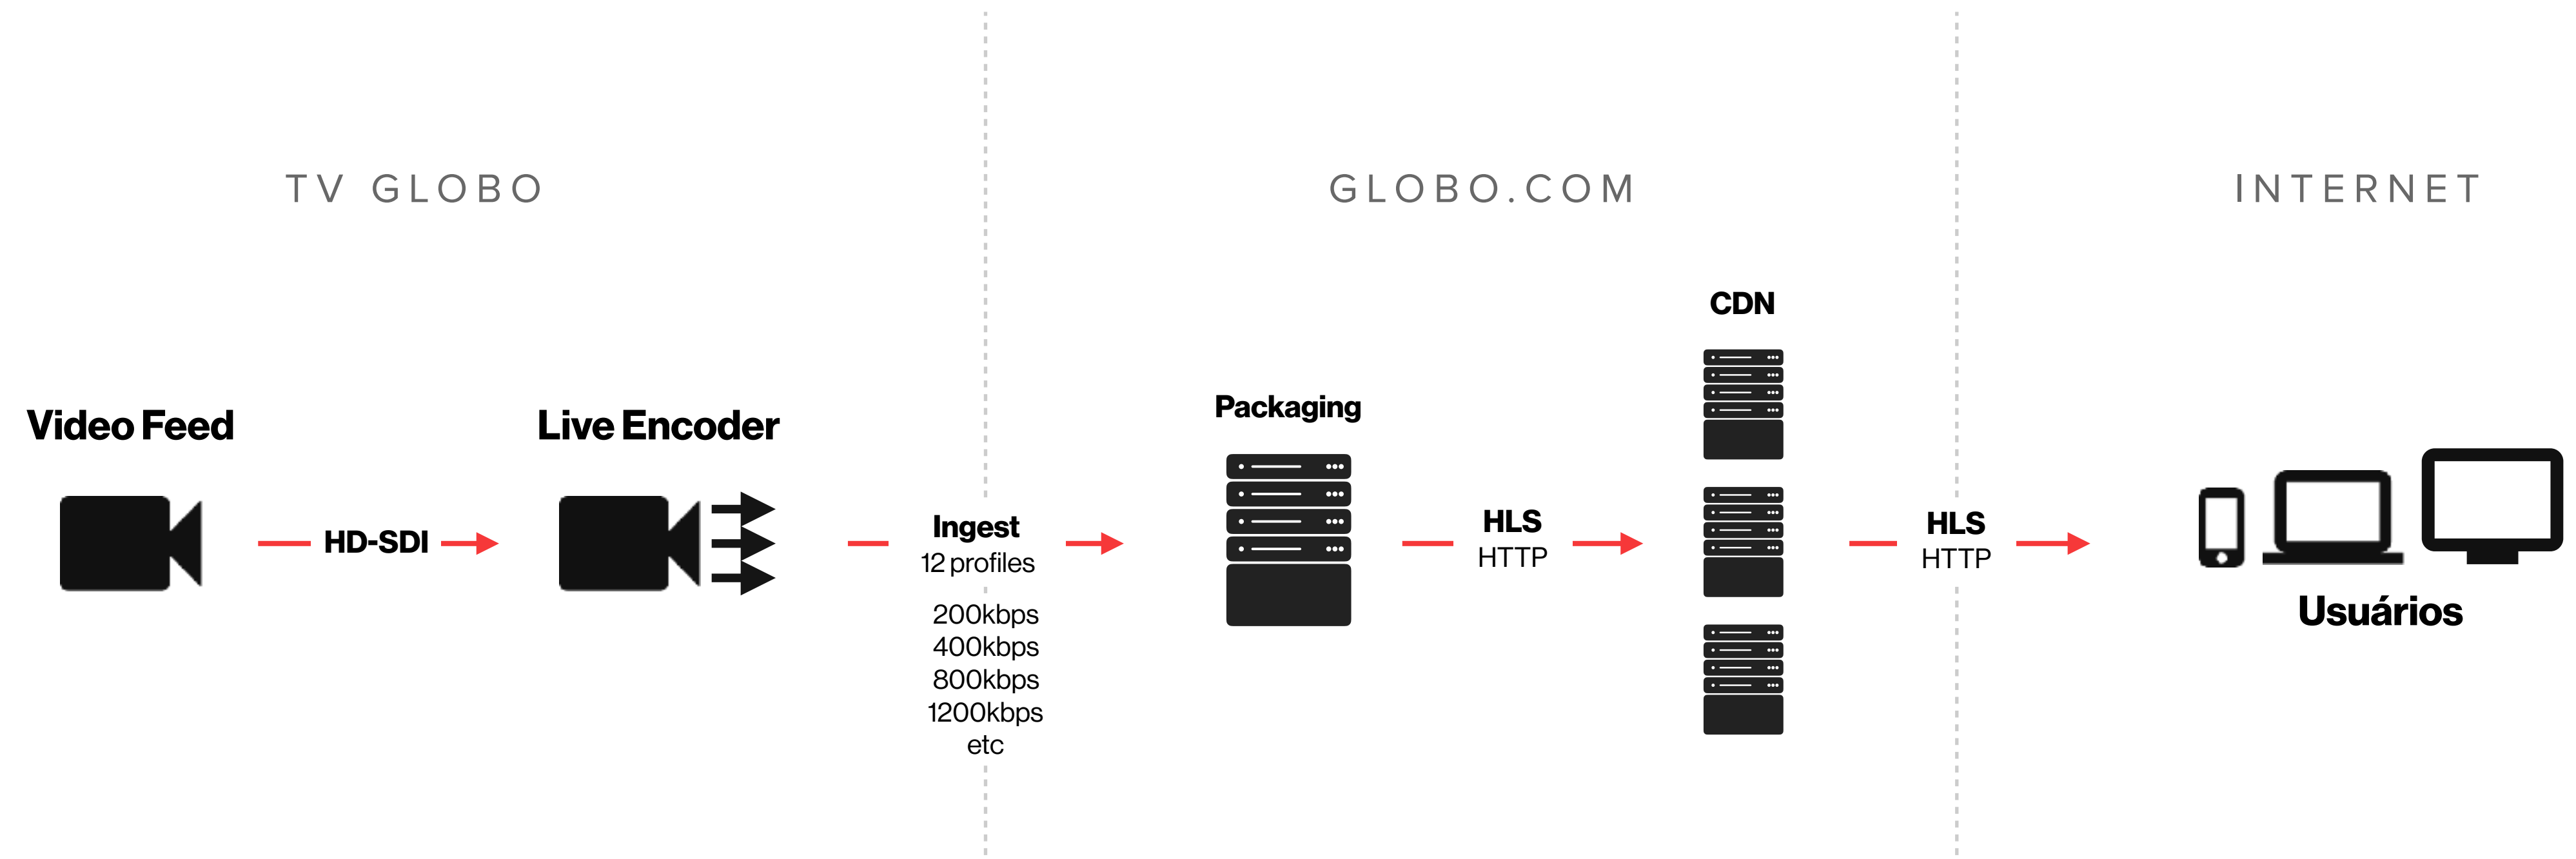 TV GLOBO
GLOBO.COM
INTERNET
Video Feed
HD-SDI
Live Encoder
Ingest
12 profiles
200kbps
400kbps
800kbps
1200kbps
etc
Packaging
HLS
HTTP
CDN
HLS
HTTP
Usuários